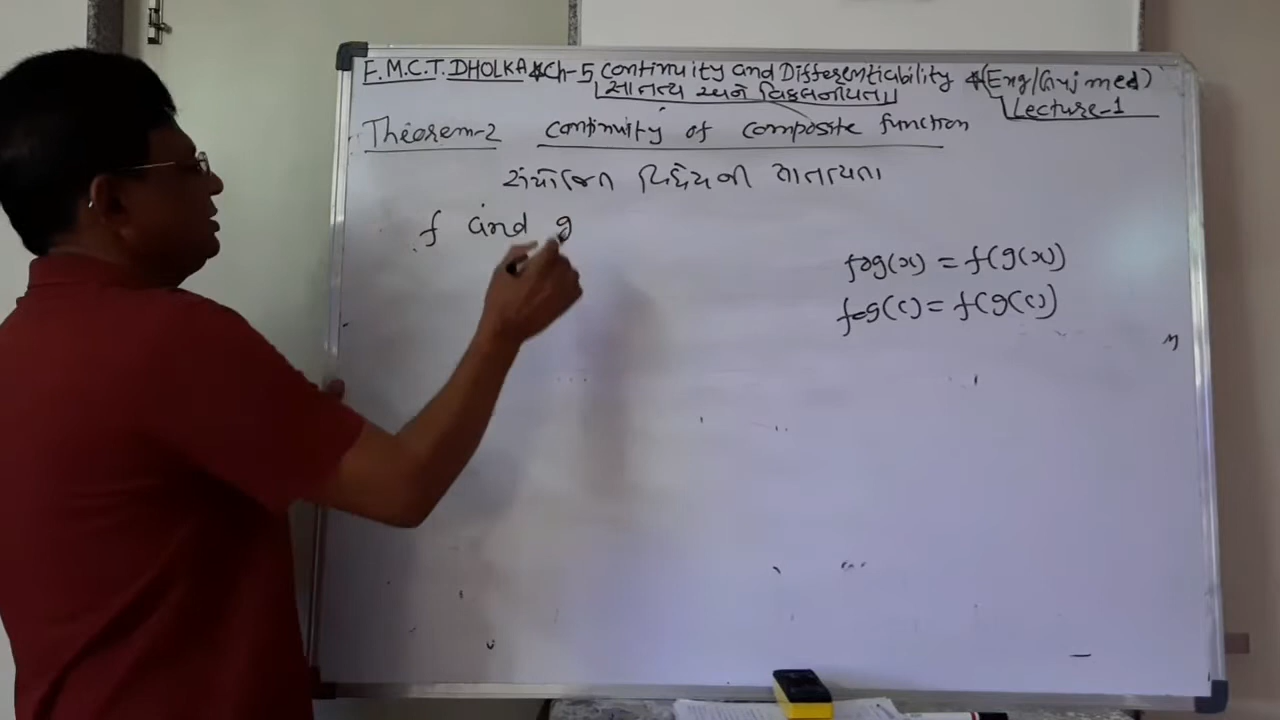 F.M.C.T. DHOLKA * Ch-5 Continuity and Differentiability * (Eng/Guj med)
સાતત્ય અને વિકલનીયતા Lecture-1
Theorem-2 Continuity of composite function
સંયોજિત વિધેયની સાતત્યતા
f and g
fog(x) = f(g(x))
fog(c) = f(g(c))